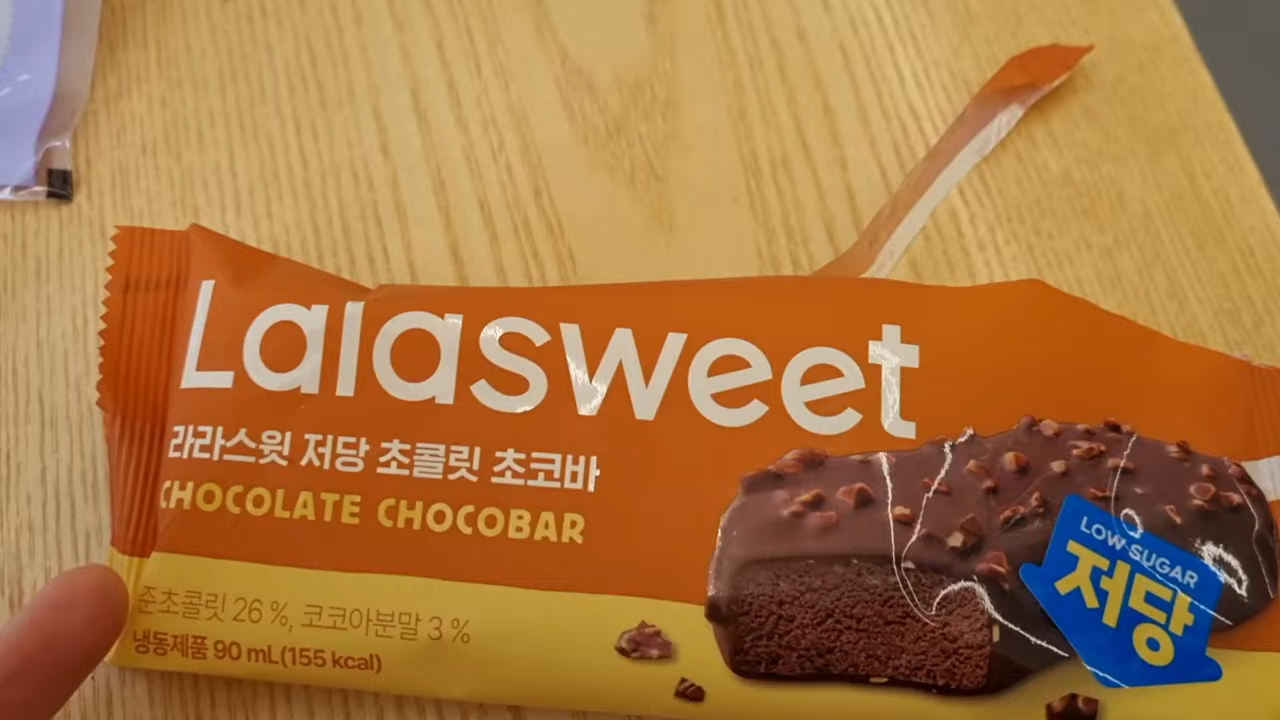 Lalasweet
라라스윗 저당 초콜릿 초코바
CHOCOLATE CHOCOBAR
준초콜릿 26 %, 코코아분말 3 %
냉동제품 90 mL(155 kcal)
LOW SUGAR
저당